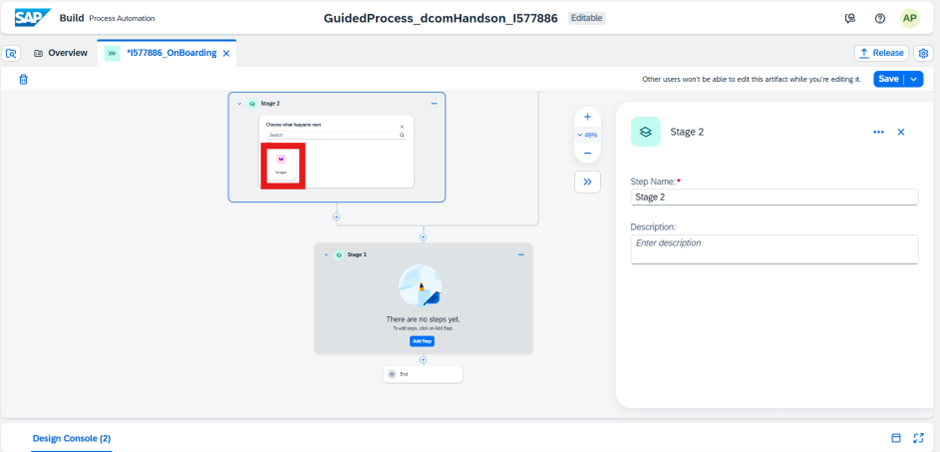 SAP Build Process Automation
GuidedProcess_dcomHandson_I577886 Editable
AP
Overview
*I577886_OnBoarding
Release
Other users won't be able to edit this artifact while you're editing it.
Save
Stage 2
Choose what happens next
Search
49%
Stage 1
There are no steps yet.
To add steps, click on Add Step.
Add Step
End
Stage 2
Step Name:*
Stage 2
Description:
Enter description
Design Console (2)